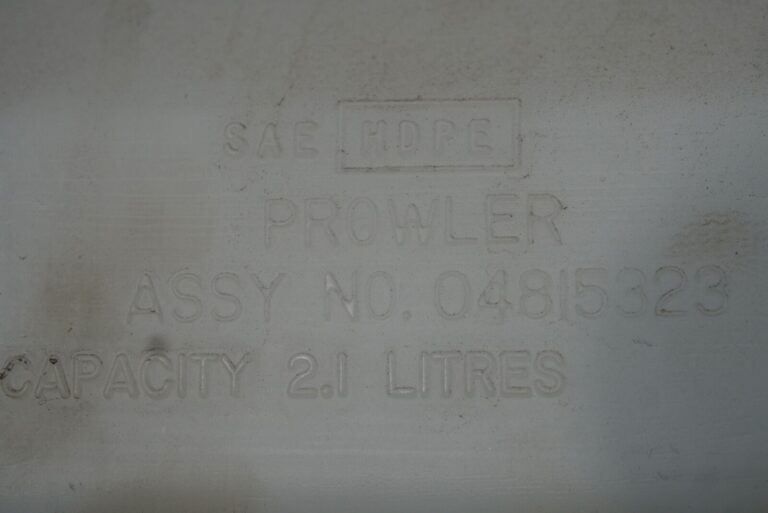 SAE HDPE
PROWLER
ASSY NO. 04815323
CAPACITY 2.1 LITRES